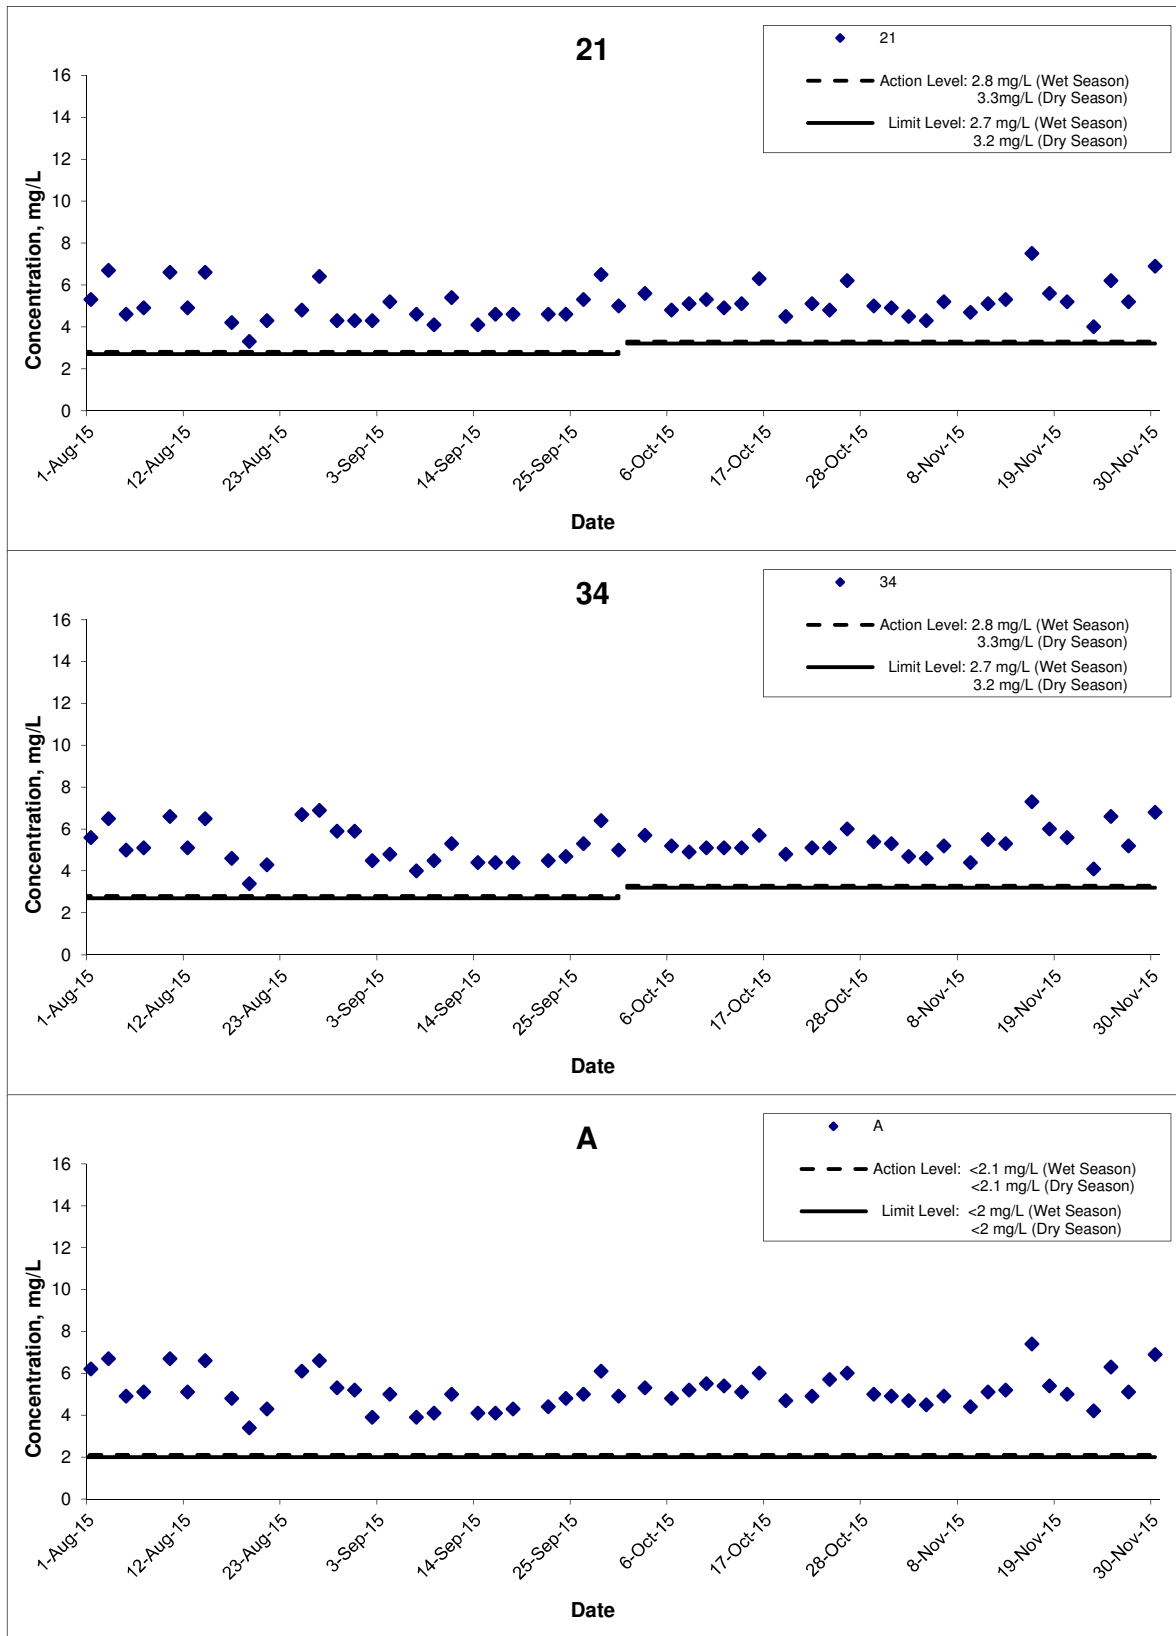 21
21
Action Level: 2.8 mg/L (Wet Season)
3.3mg/L (Dry Season)
Limit Level: 2.7 mg/L (Wet Season)
3.2 mg/L (Dry Season)
Concentration, mg/L
16
14
12
10
8
6
4
2
0
1-Aug-15
12-Aug-15
23-Aug-15
3-Sep-15
14-Sep-15
25-Sep-15
6-Oct-15
17-Oct-15
28-Oct-15
8-Nov-15
19-Nov-15
30-Nov-15
Date
34
34
Action Level: 2.8 mg/L (Wet Season)
3.3mg/L (Dry Season)
Limit Level: 2.7 mg/L (Wet Season)
3.2 mg/L (Dry Season)
Concentration, mg/L
16
14
12
10
8
6
4
2
0
1-Aug-15
12-Aug-15
23-Aug-15
3-Sep-15
14-Sep-15
25-Sep-15
6-Oct-15
17-Oct-15
28-Oct-15
8-Nov-15
19-Nov-15
30-Nov-15
Date
A
A
Action Level: <2.1 mg/L (Wet Season)
<2.1 mg/L (Dry Season)
Limit Level: <2 mg/L (Wet Season)
<2 mg/L (Dry Season)
Concentration, mg/L
16
14
12
10
8
6
4
2
0
1-Aug-15
12-Aug-15
23-Aug-15
3-Sep-15
14-Sep-15
25-Sep-15
6-Oct-15
17-Oct-15
28-Oct-15
8-Nov-15
19-Nov-15
30-Nov-15
Date